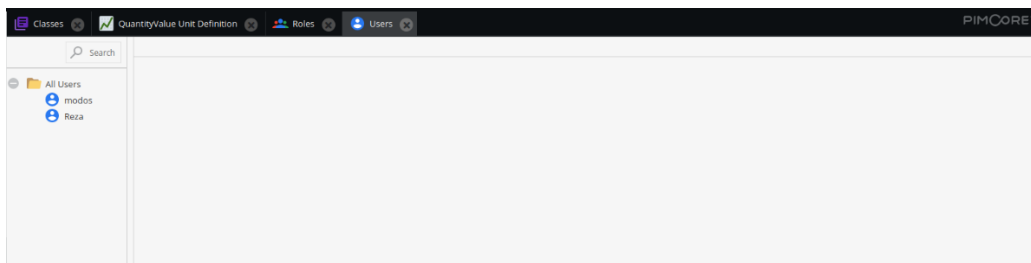 Classes QuantityValue Unit Definition Roles Users PIMCORE
Search
All Users
modos
Reza